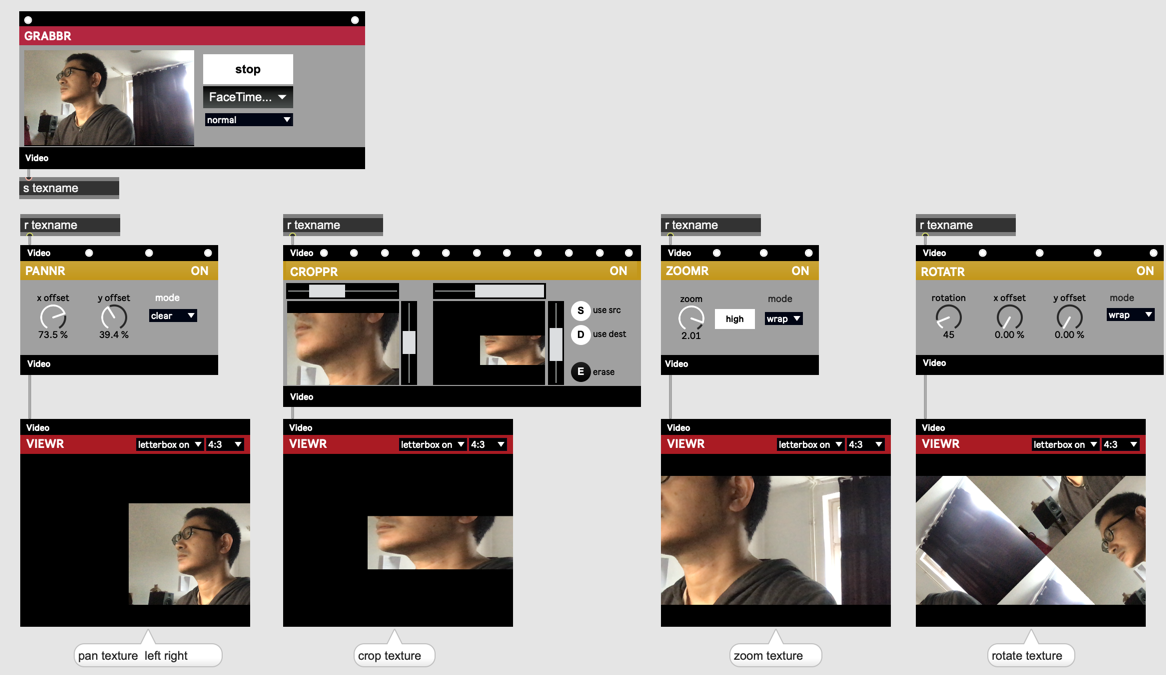 GRABBR
stop
FaceTime...
normal
Video
s texname
r texname
r texname
r texname
r texname
Video
PANNR ON
x offset y offset mode
clear
73.5 % 39.4 %
Video
Video
CROPPR ON
S use src
D use dest
E erase
Video
Video
ZOOMR ON
zoom mode
high wrap
2.01
Video
Video
ROTATR ON
rotation x offset y offset mode
wrap
45 0.00 % 0.00 %
Video
Video
VIEWR letterbox on 4:3
Video
VIEWR letterbox on 4:3
Video
VIEWR letterbox on 4:3
Video
VIEWR letterbox on 4:3
pan texture left right
crop texture
zoom texture
rotate texture